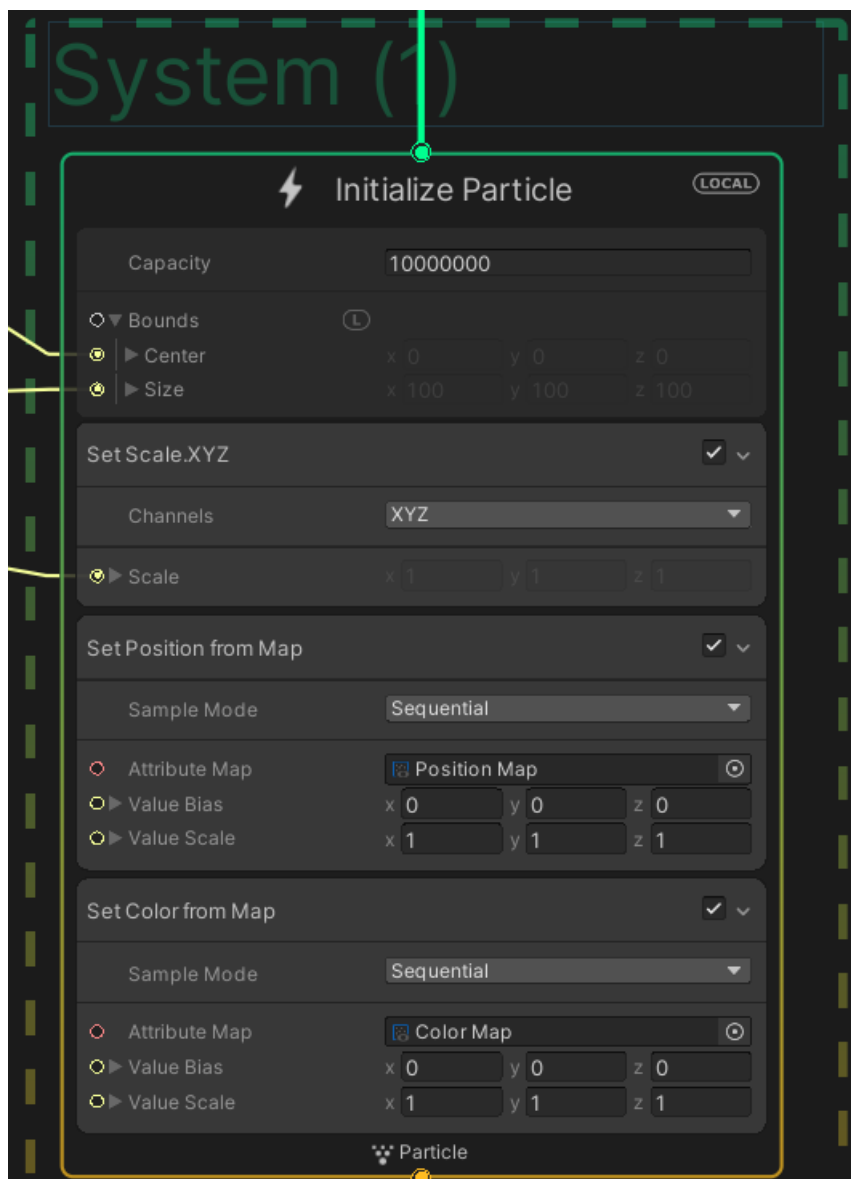 System (1)
Initialize Particle LOCAL
Capacity 10000000
Bounds L
Center x 0 y 0 z 0
Size x 100 y 100 z 100
Set Scale.XYZ
Channels XYZ
Scale x 1 y 1 z 1
Set Position from Map
Sample Mode Sequential
Attribute Map Position Map
Value Bias x 0 y 0 z 0
Value Scale x 1 y 1 z 1
Set Color from Map
Sample Mode Sequential
Attribute Map Color Map
Value Bias x 0 y 0 z 0
Value Scale x 1 y 1 z 1
Particle